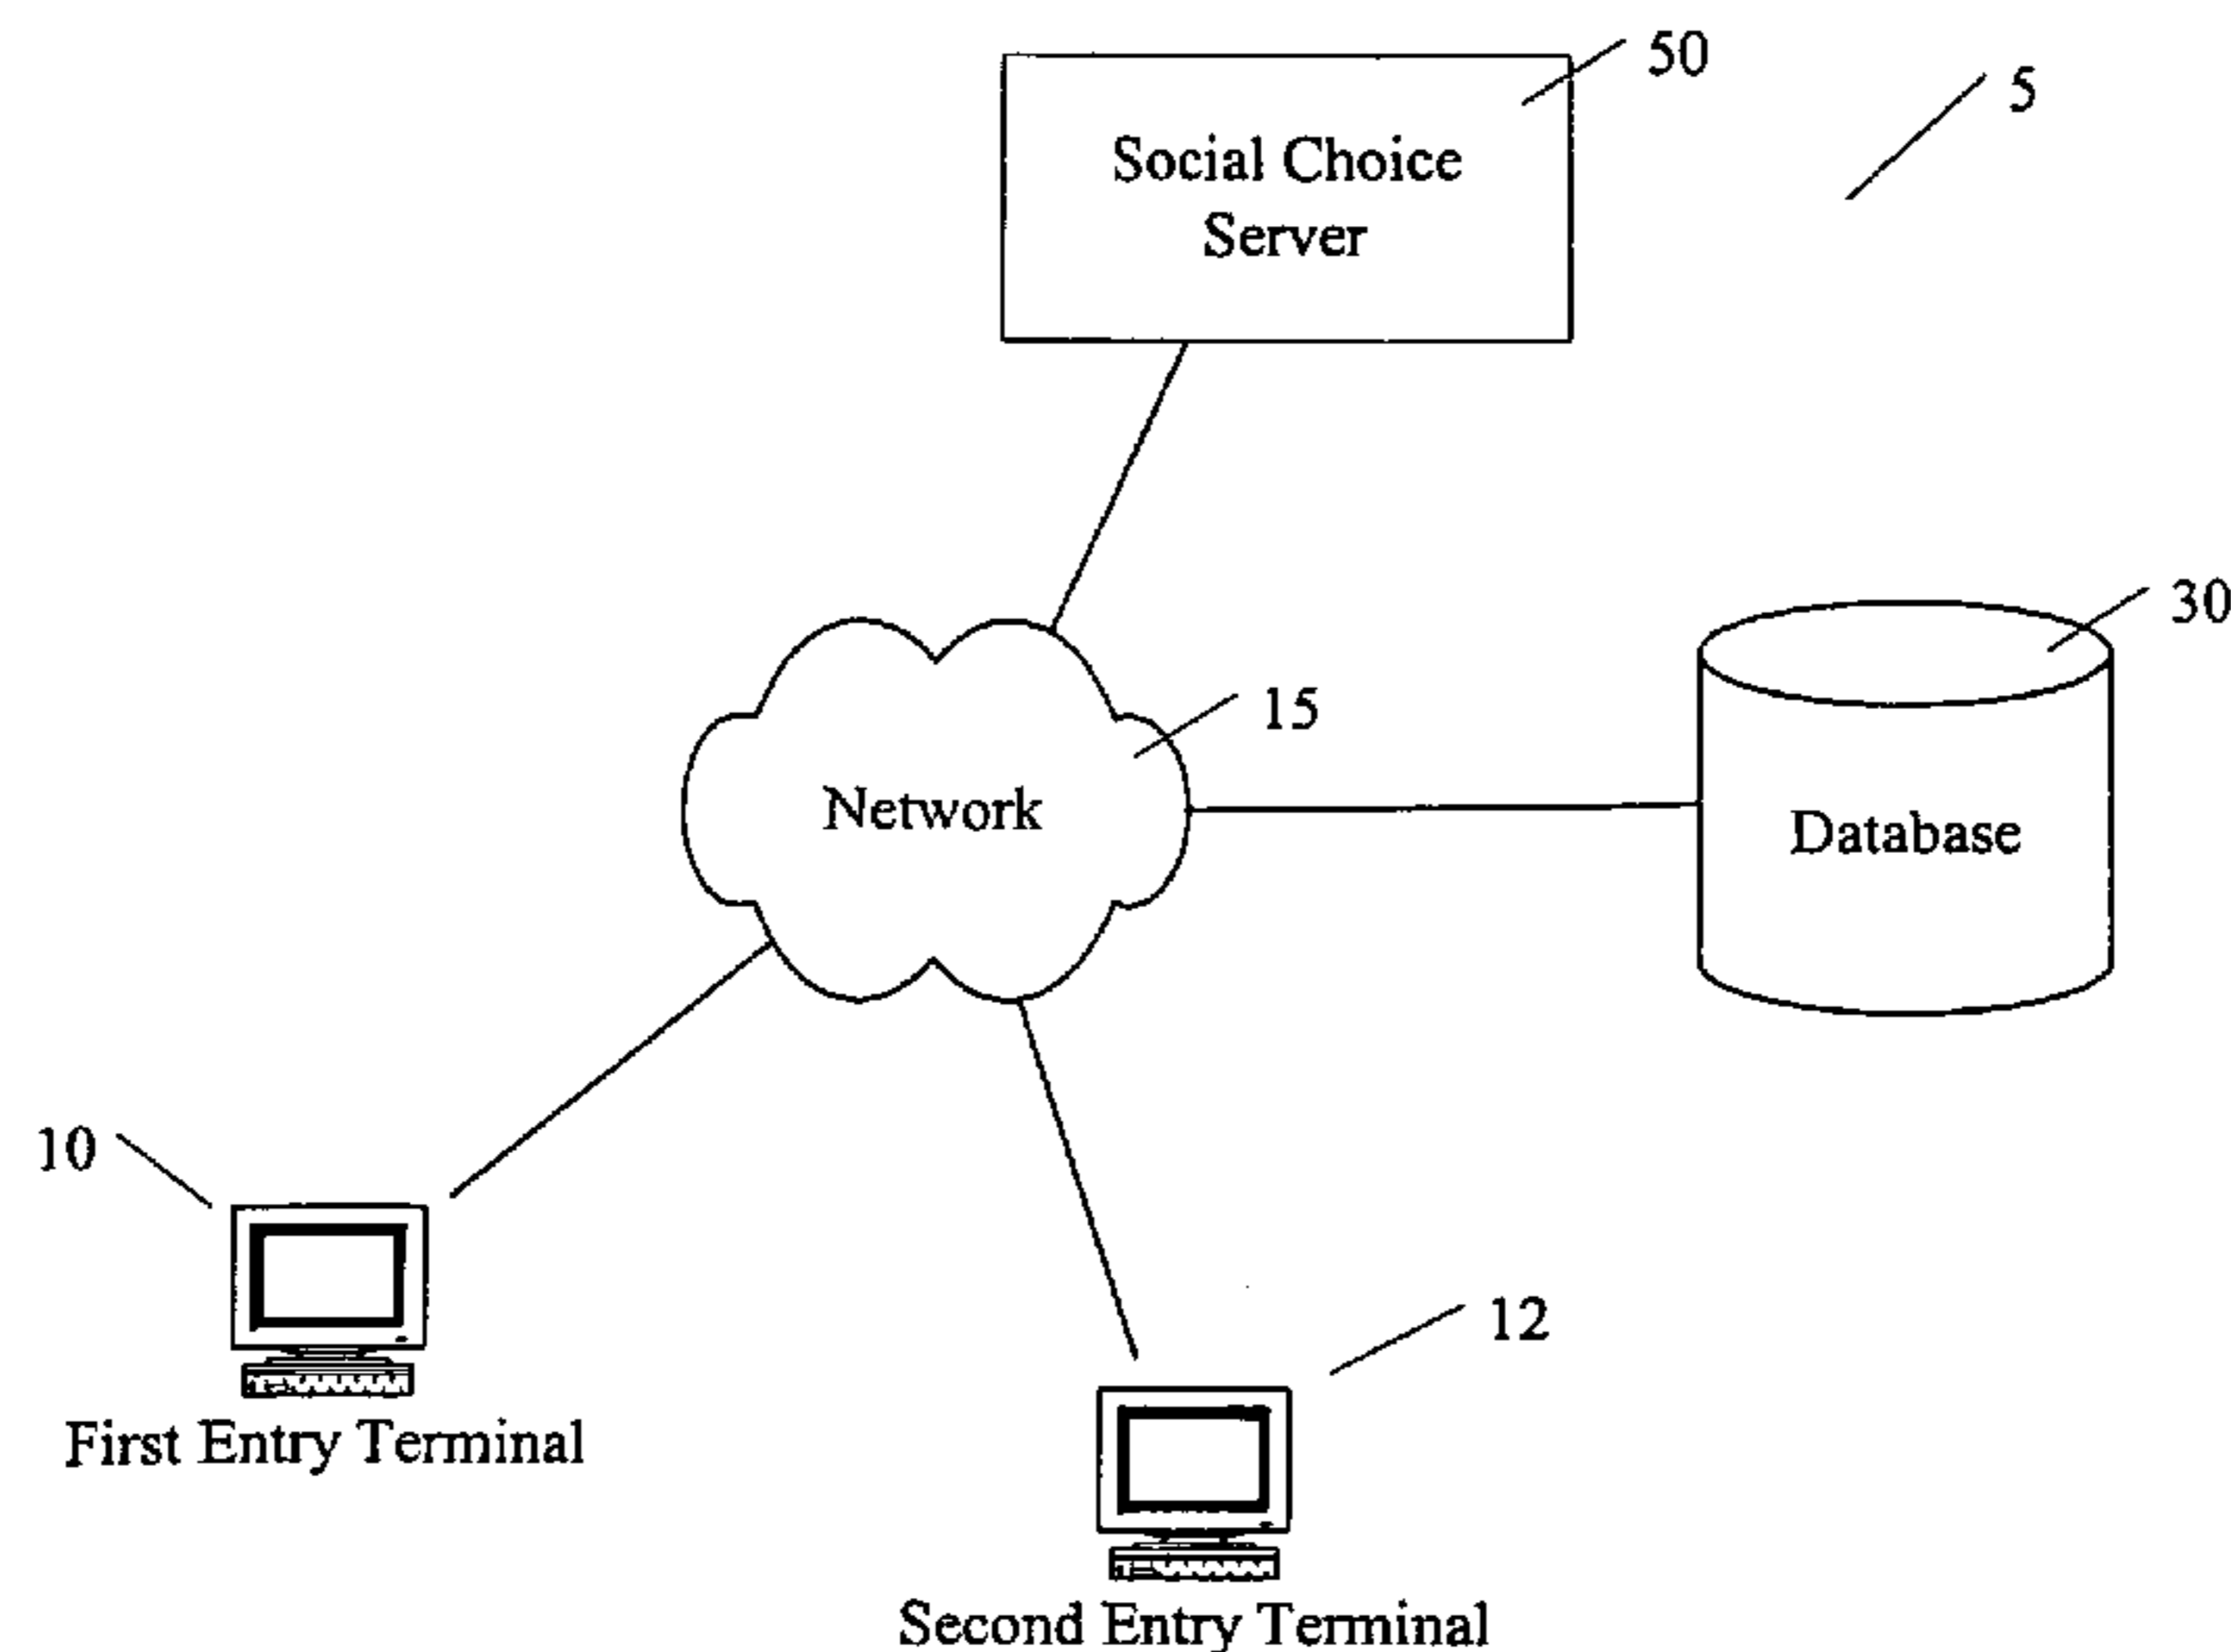 50
5
Social Choice
Server
30
15
Network
Database
10
12
First Entry Terminal
Second Entry Terminal